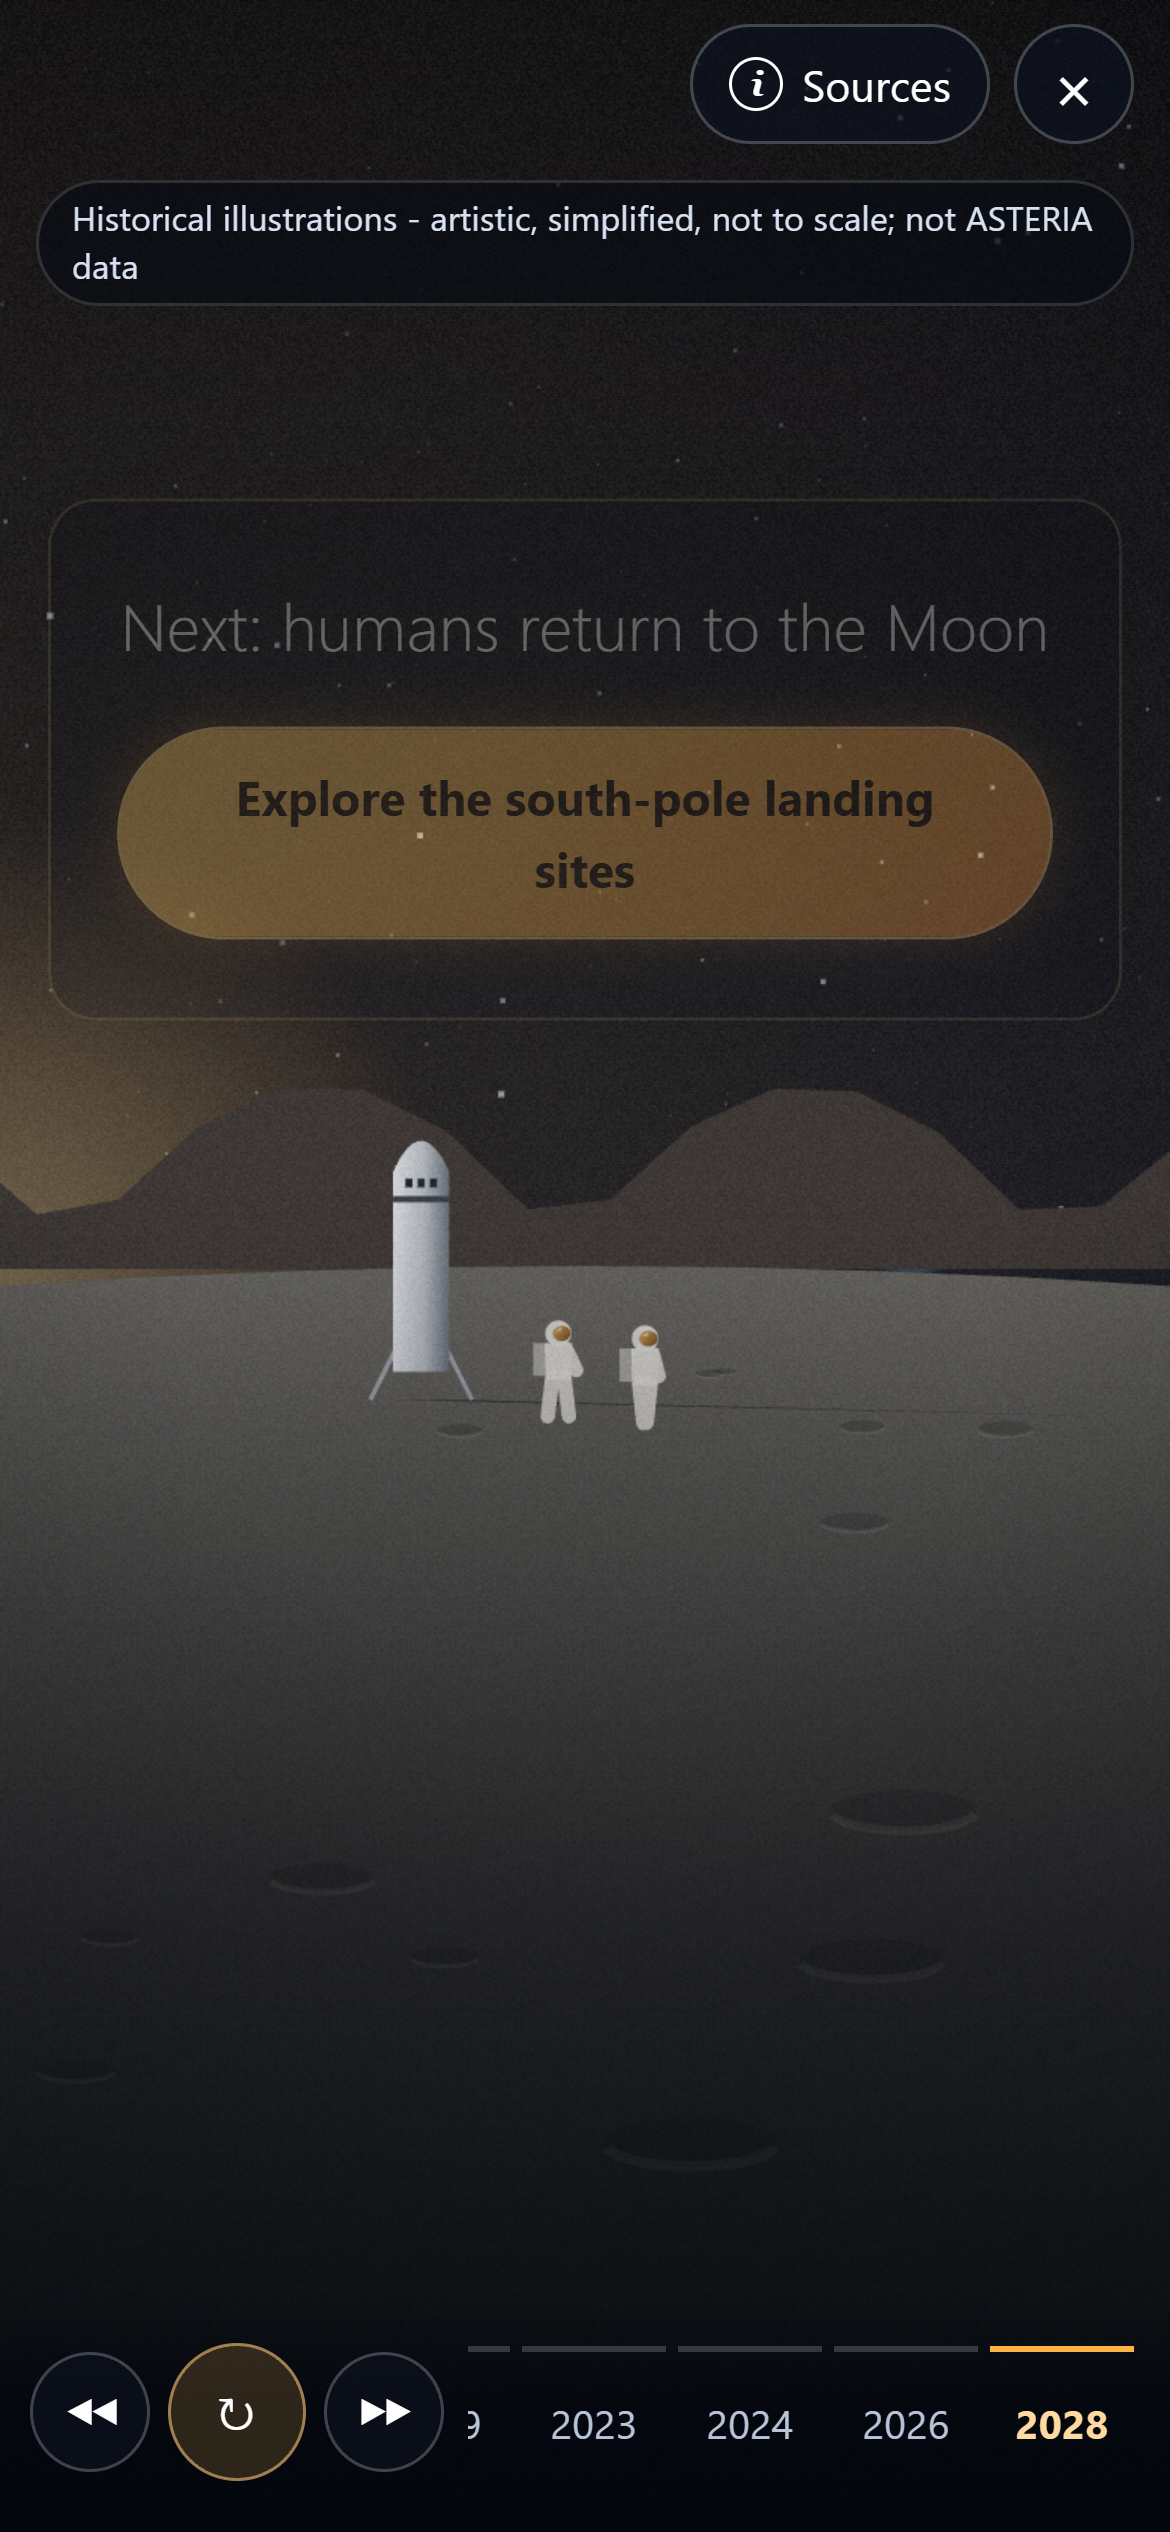 Sources
Historical illustrations - artistic, simplified, not to scale; not ASTERIA
data
Next: humans return to the Moon
Explore the south-pole landing
sites
9 2023 2024 2026 2028